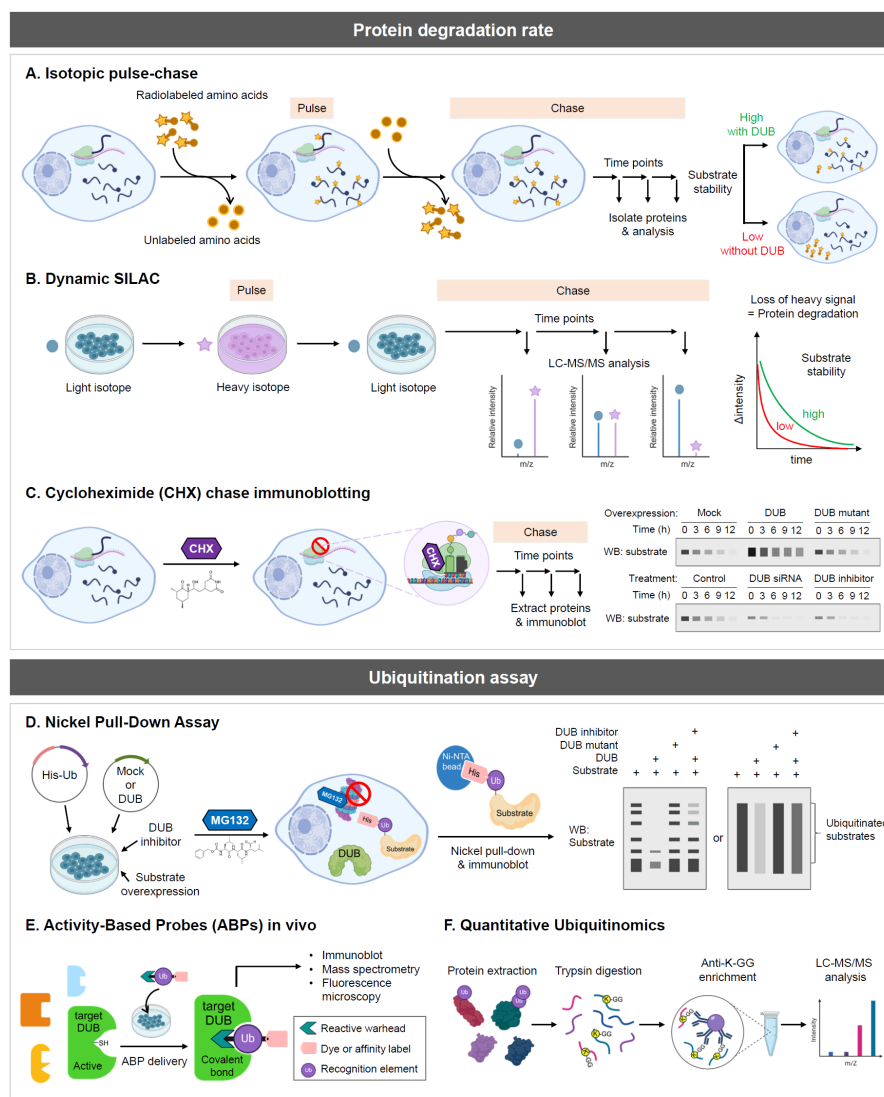 Protein degradation rate
A. Isotopic pulse-chase
Radiolabeled amino acids
Unlabeled amino acids
Pulse
Chase
Time points
Isolate proteins
& analysis
Substrate
stability
High
with DUB
Low
without DUB
B. Dynamic SILAC
Pulse
Chase
Light isotope
Heavy isotope
Light isotope
Time points
LC-MS/MS analysis
Relative intensity
m/z
Relative intensity
m/z
Relative intensity
m/z
Loss of heavy signal
= Protein degradation
Substrate
stability
high
low
Δintensity
time
C. Cycloheximide (CHX) chase immunoblotting
CHX
CHX
Chase
Time points
Extract proteins
& immunoblot
Overexpression: Mock DUB DUB mutant
Time (h) 0 3 6 9 12 0 3 6 9 12 0 3 6 9 12
WB: substrate
Treatment: Control DUB siRNA DUB inhibitor
Time (h) 0 3 6 9 12 0 3 6 9 12 0 3 6 9 12
WB: substrate
Ubiquitination assay
D. Nickel Pull-Down Assay
His-Ub
Mock
or
DUB
DUB
inhibitor
Substrate
overexpression
MG132
MG132
His
Ub
Substrate
DUB
Ni-NTA
bead
His
Ub
Substrate
Nickel pull-down
& immunoblot
DUB inhibitor + +
DUB mutant + +
DUB + + + +
Substrate + + + + + + + +
WB:
Substrate
or
Ubiquitinated
substrates
E. Activity-Based Probes (ABPs) in vivo
Ub
target
DUB
SH
Active
ABP delivery
target
DUB
Ub
Covalent
bond
• Immunoblot
• Mass spectrometry
• Fluorescence
microscopy
Reactive warhead
Dye or affinity label
Ub Recognition element
F. Quantitative Ubiquitinomics
Protein extraction
Ub
Ub
Ub
Trypsin digestion
K-GG
K-GG
K-GG
Anti-K-GG
enrichment
K-GG
K-GG
K-GG
LC-MS/MS
analysis
Intensity
m/Z